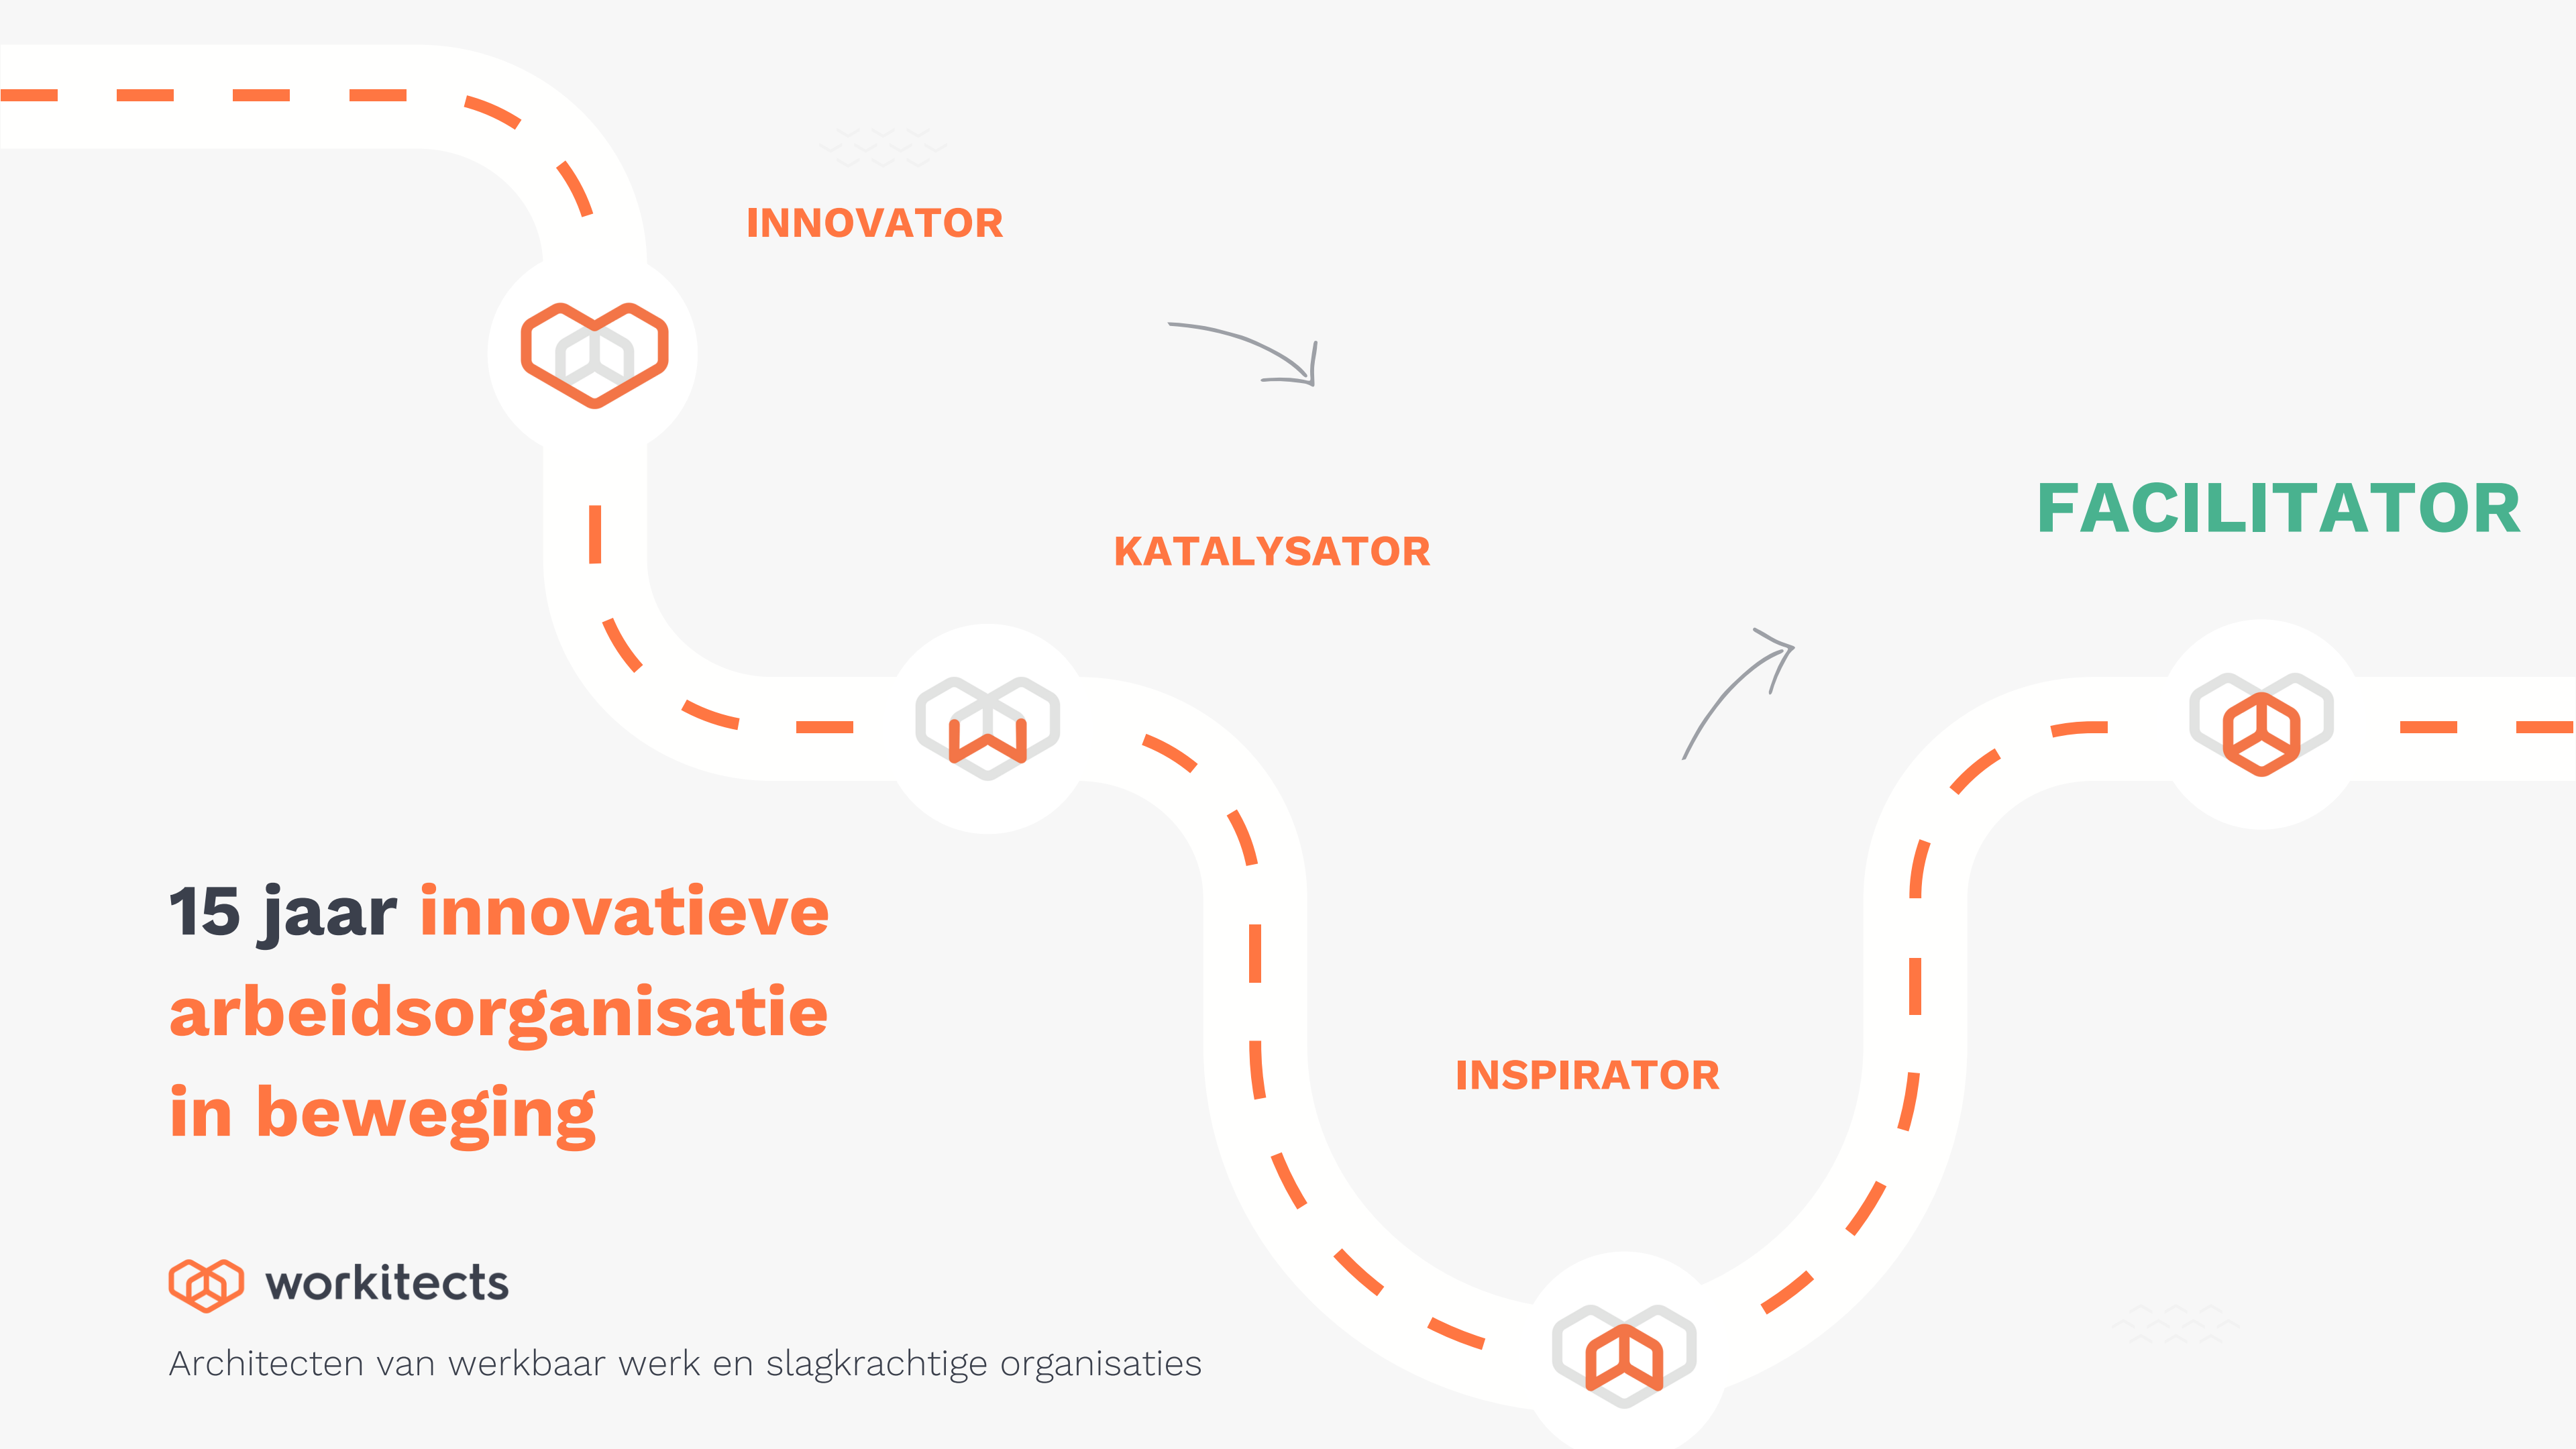 INNOVATOR
KATALYSATOR
FACILITATOR
INSPIRATOR
15 jaar innovatieve
arbeidsorganisatie
in beweging
workitects
Architecten van werkbaar werk en slagkrachtige organisaties